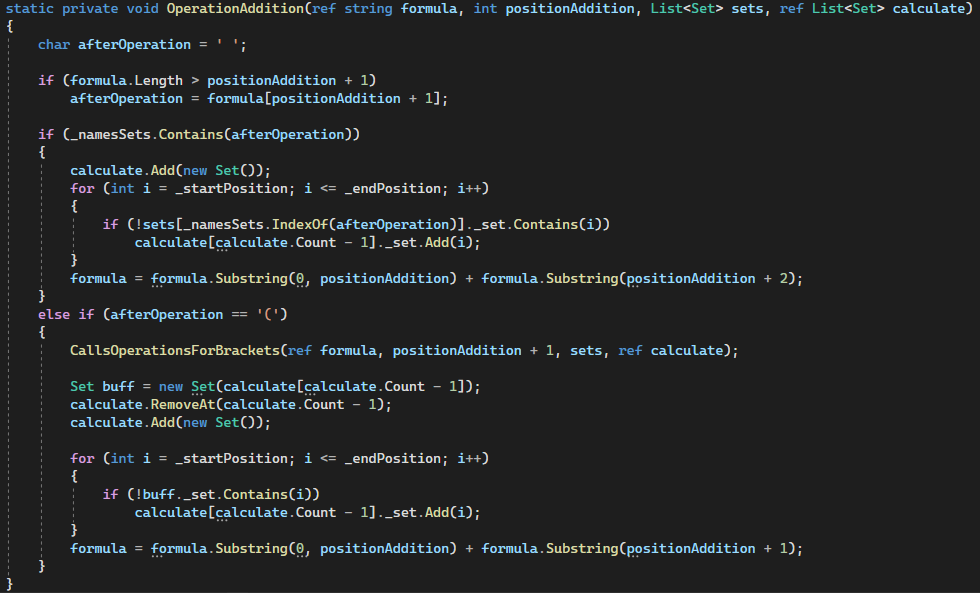 static private void OperationAddition(ref string formula, int positionAddition, List<Set> sets, ref List<Set> calculate)
{
    char afterOperation = ' ';

    if (formula.Length > positionAddition + 1)
        afterOperation = formula[positionAddition + 1];

    if (_namesSets.Contains(afterOperation))
    {
        calculate.Add(new Set());
        for (int i = _startPosition; i <= _endPosition; i++)
        {
            if (!sets[_namesSets.IndexOf(afterOperation)]._set.Contains(i))
                calculate[calculate.Count - 1]._set.Add(i);
        }
        formula = formula.Substring(0, positionAddition) + formula.Substring(positionAddition + 2);
    }
    else if (afterOperation == '(')
    {
        CallsOperationsForBrackets(ref formula, positionAddition + 1, sets, ref calculate);

        Set buff = new Set(calculate[calculate.Count - 1]);
        calculate.RemoveAt(calculate.Count - 1);
        calculate.Add(new Set());

        for (int i = _startPosition; i <= _endPosition; i++)
        {
            if (!buff._set.Contains(i))
                calculate[calculate.Count - 1]._set.Add(i);
        }
        formula = formula.Substring(0, positionAddition) + formula.Substring(positionAddition + 1);
    }
}